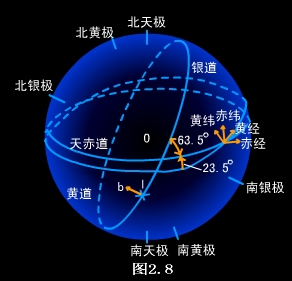 北天极
北黄极
银道
北银极
黄纬
赤纬
黄经
赤经
天赤道
0
63.5°
23.5°
黄道
b
l
南银极
南天极
南黄极
图2.8